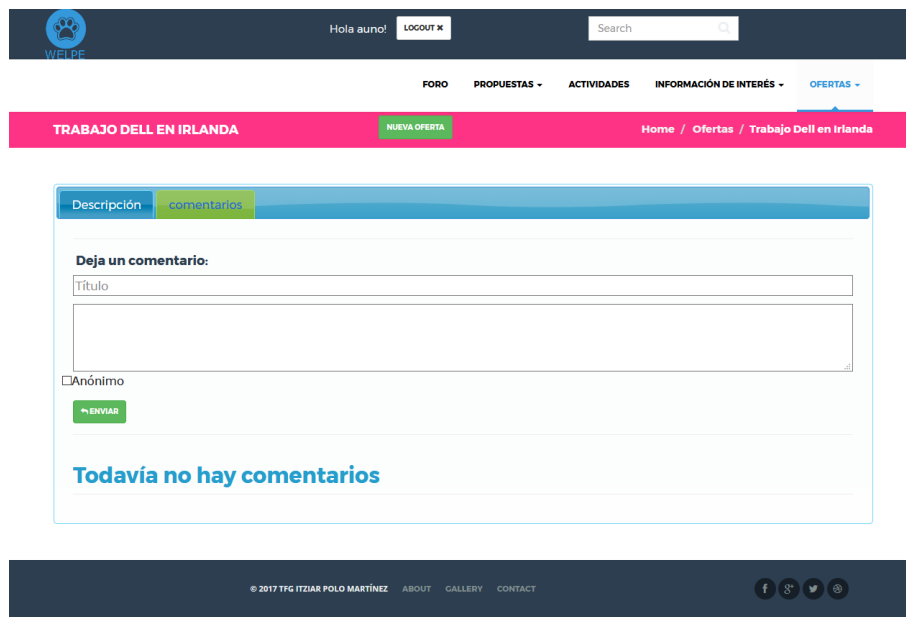 WELPE
Hola auno! LOGOUT ✖ Search
FORO PROPUESTAS ACTIVIDADES INFORMACIÓN DE INTERÉS OFERTAS
TRABAJO DELL EN IRLANDA NUEVA OFERTA Home / Ofertas / Trabajo Dell en Irlanda
Descripción comentarios
Deja un comentario:
Título
Anónimo
ENVIAR
Todavía no hay comentarios
© 2017 TFG ITZIAR POLO MARTÍNEZ ABOUT GALLERY CONTACT